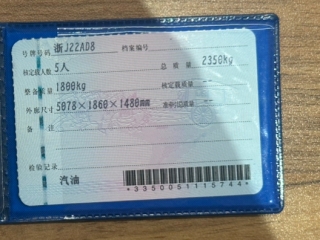 号牌号码 浙J22AD8 档案编号
核定载人数 5人 总质量 2350kg
整备质量 1800kg 核定载质量 --
外廓尺寸 5078×1860×1480mm 准牵引总质量 --
备注
检验记录
汽油
*3350051115744*